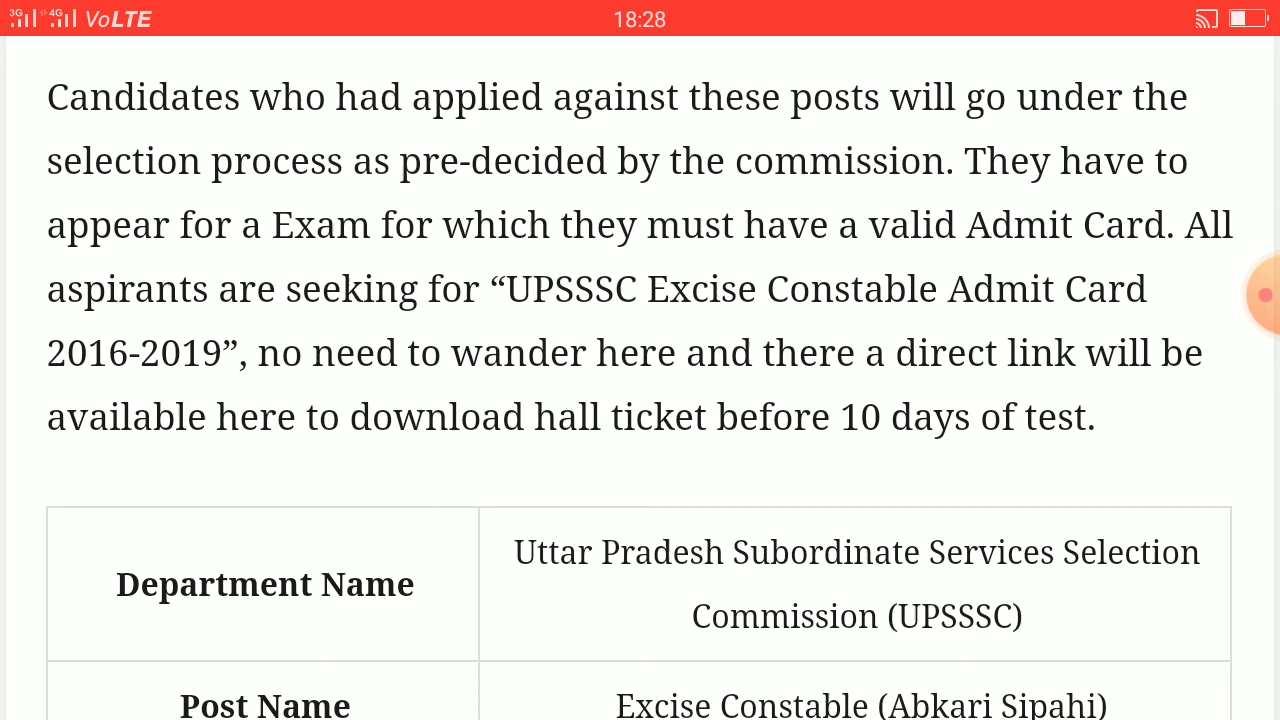 3G 4G VoLTE 18:28
Candidates who had applied against these posts will go under the
selection process as pre-decided by the commission. They have to
appear for a Exam for which they must have a valid Admit Card. All
aspirants are seeking for “UPSSSC Excise Constable Admit Card
2016-2019”, no need to wander here and there a direct link will be
available here to download hall ticket before 10 days of test.
Department Name
Uttar Pradesh Subordinate Services Selection
Commission (UPSSSC)
Post Name
Excise Constable (Abkari Sipahi)